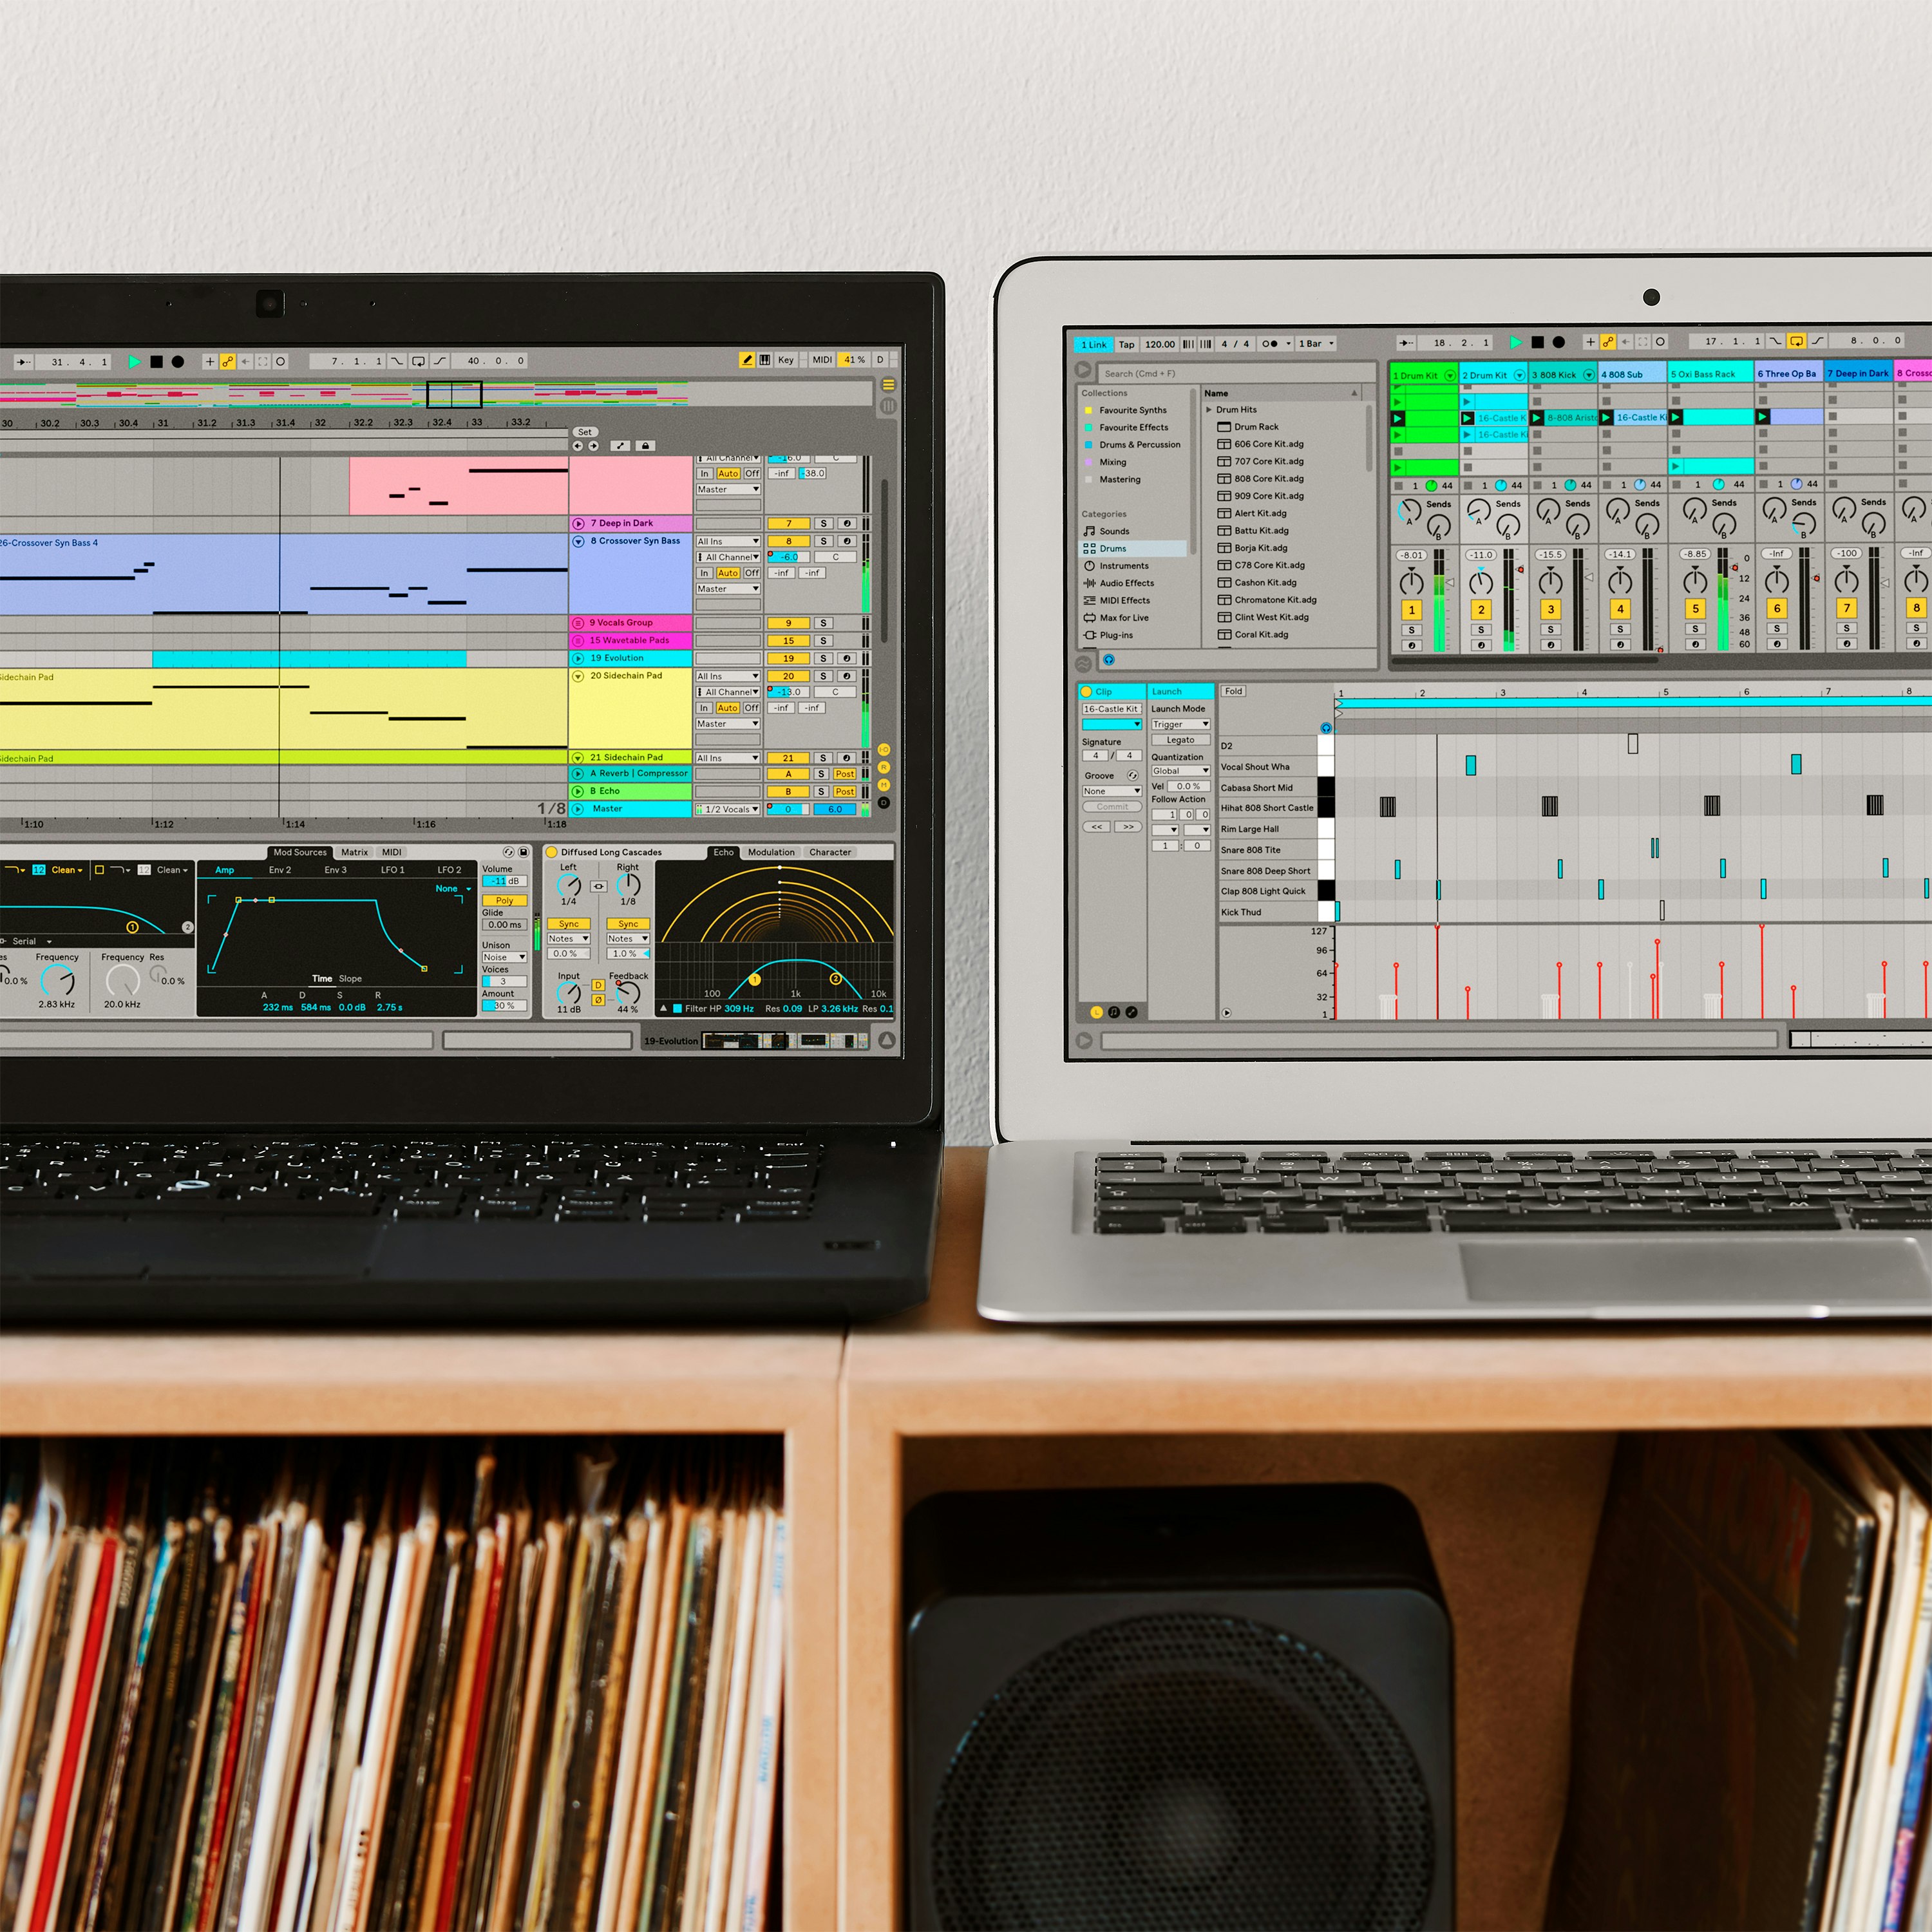 31. 4. 1
7. 1. 1
40. 0. 0
Key
MIDI
41 %
D
30
30.2
30.3
30.4
31
31.2
31.3
31.4
32
32.2
32.3
32.4
33
33.2
Set
All Channel
-16.0
C
In Auto Off
-inf
-38.0
Master
7 Deep in Dark
7
S
26-Crossover Syn Bass 4
8 Crossover Syn Bass
All Ins
8
S
All Channel
-6.0
C
In Auto Off
-inf
-inf
Master
9 Vocals Group
9
S
15 Wavetable Pads
15
S
19 Evolution
19
S
Sidechain Pad
20 Sidechain Pad
All Ins
20
S
All Channel
-13.0
C
In Auto Off
-inf
-inf
Master
Sidechain Pad
21 Sidechain Pad
All Ins
21
S
A Reverb | Compressor
A
S
Post
B Echo
B
S
Post
1/8
Master
1/2 Vocals
0
6.0
1:10
1:12
1:14
1:16
1:18
Mod Sources
Matrix
MIDI
12
Clean
12
Clean
Amp
Env 2
Env 3
LFO 1
LFO 2
None
1
2
Serial
Frequency
2.83 kHz
0.0 %
Frequency
20.0 kHz
Res
0.0 %
Time
Slope
A
D
S
R
232 ms
584 ms
0.0 dB
2.75 s
Volume
-11 dB
Poly
Glide
0.00 ms
Unison
Noise
Voices
3
Amount
30 %
Diffused Long Cascades
Echo
Modulation
Character
Left
Right
1/4
1/8
Sync
Sync
Notes
Notes
0.0 %
1.0 %
Input
D
Ø
Feedback
11 dB
44 %
1
2
100
1k
10k
Filter HP 309 Hz
Res 0.09
LP 3.26 kHz
Res 0.1
19-Evolution
1 Link
Tap
120.00
4 / 4
1 Bar
18. 2. 1
17. 1. 1
8. 0. 0
Search (Cmd + F)
Collections
Favourite Synths
Favourite Effects
Drums & Percussion
Mixing
Mastering
Categories
Sounds
Drums
Instruments
Audio Effects
MIDI Effects
Max for Live
Plug-ins
Name
Drum Hits
Drum Rack
606 Core Kit.adg
707 Core Kit.adg
808 Core Kit.adg
909 Core Kit.adg
Alert Kit.adg
Battu Kit.adg
Borja Kit.adg
C78 Core Kit.adg
Cashon Kit.adg
Chromatone Kit.adg
Clint West Kit.adg
Coral Kit.adg
1 Drum Kit
2 Drum Kit
3 808 Kick
4 808 Sub
5 Oxi Bass Rack
6 Three Op Ba
7 Deep in Dark
8 Crosso
16-Castle K
8-808 Aristo
16-Castle Ki
16-Castle K
1 44
1 44
1 44
1 44
1 44
1 44
Sends
Sends
Sends
Sends
Sends
Sends
Sends
A B
A B
A B
A B
A B
A B
A B
-8.01
-11.0
-15.5
-14.1
-8.85
-Inf
-100
-Inf
0
12
24
36
48
60
1
2
3
4
5
6
7
8
S
S
S
S
S
S
S
S
Clip
16-Castle Kit
Signature
4 / 4
Groove
None
Commit
<<
>>
Launch
Launch Mode
Trigger
Legato
Quantization
Global
Vel 0.0 %
Follow Action
1 0 0
1 : 0
Fold
1
2
3
4
5
6
7
8
D2
Vocal Shout Wha
Cabasa Short Mid
Hihat 808 Short Castle
Rim Large Hall
Snare 808 Tite
Snare 808 Deep Short
Clap 808 Light Quick
Kick Thud
127
96
64
32
1